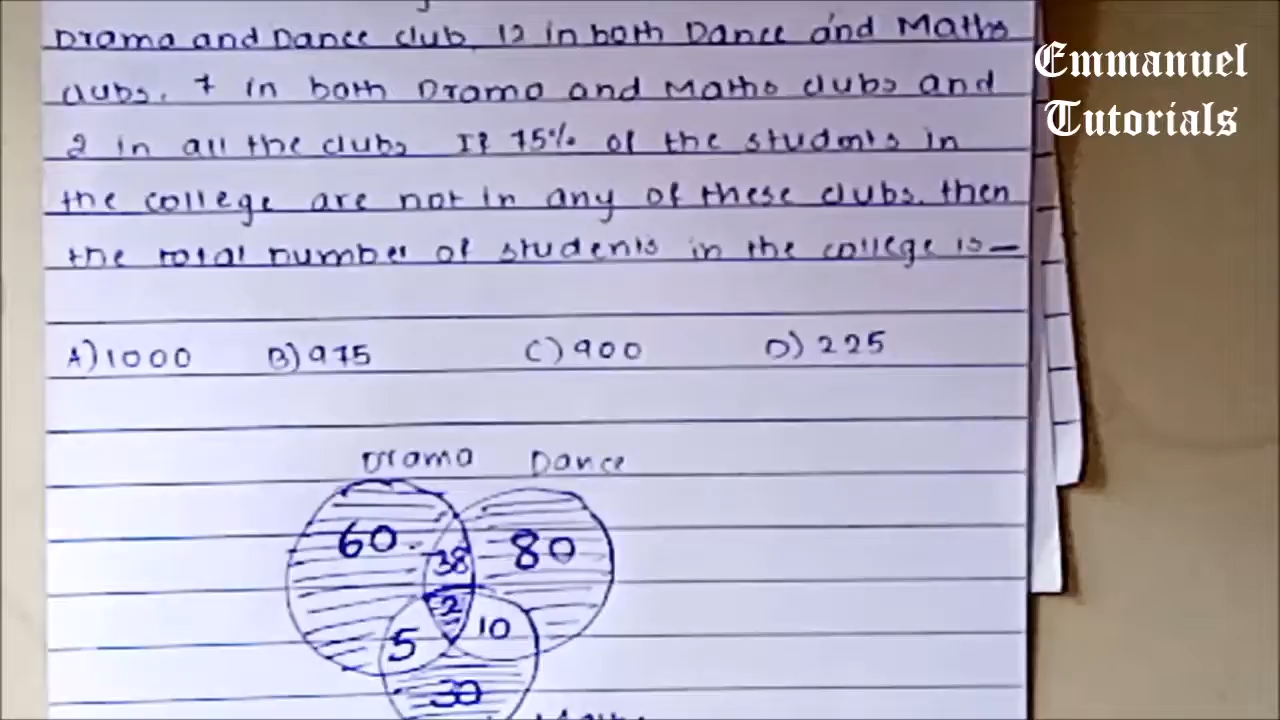 Drama and Dance club, 12 in both Dance and Maths
clubs, 7 in both Drama and Maths clubs and
2 in all the clubs If 75% of the students in
the college are not in any of these clubs, then
the total number of students in the college is —
A) 1000 B) 975 C) 900 D) 225
Drama Dance
60 38 80
2
5 10
30
Emmanuel
Tutorials